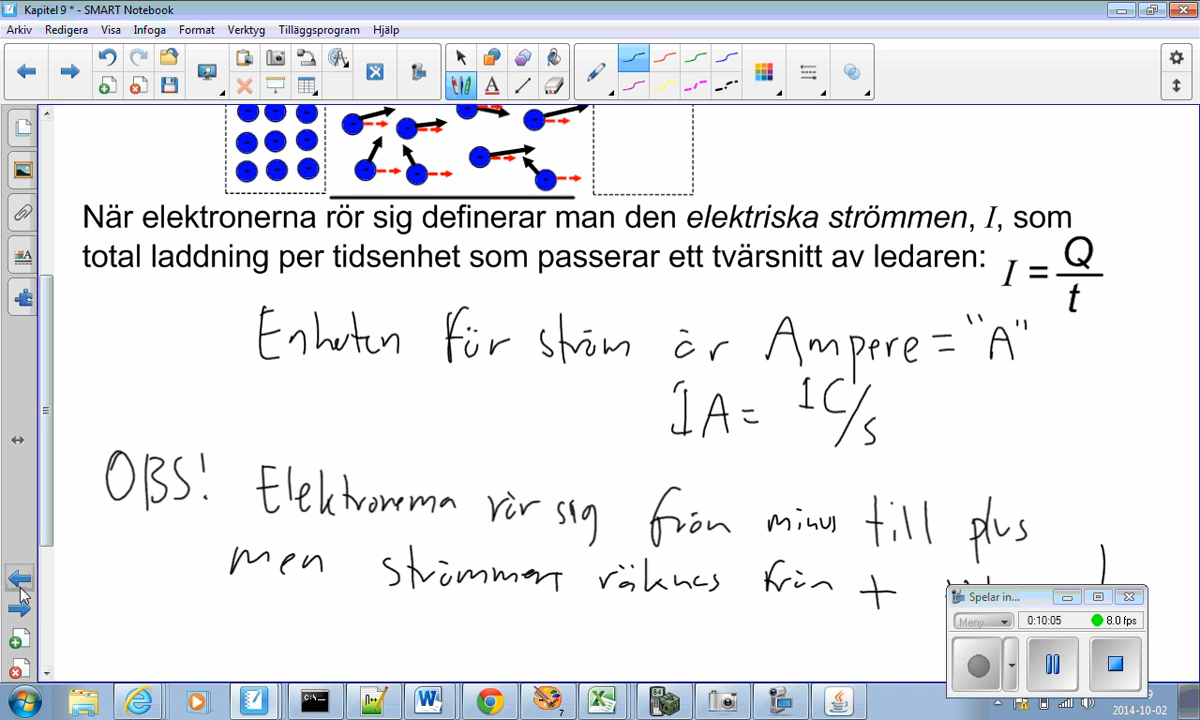 Kapitel 9 * - SMART Notebook
Arkiv Redigera Visa Infoga Format Verktyg Tilläggsprogram Hjälp
När elektronerna rör sig definerar man den elektriska strömmen, I, som
total laddning per tidsenhet som passerar ett tvärsnitt av ledaren: I = Q/t
Enheten för ström är Ampere = "A"
1A = 1C/s
OBS! Elektronerna rör sig från minus till plus
men strömmen räknas från +
Spelar in...
Meny 0:10:05 8.0 fps
2014-10-02